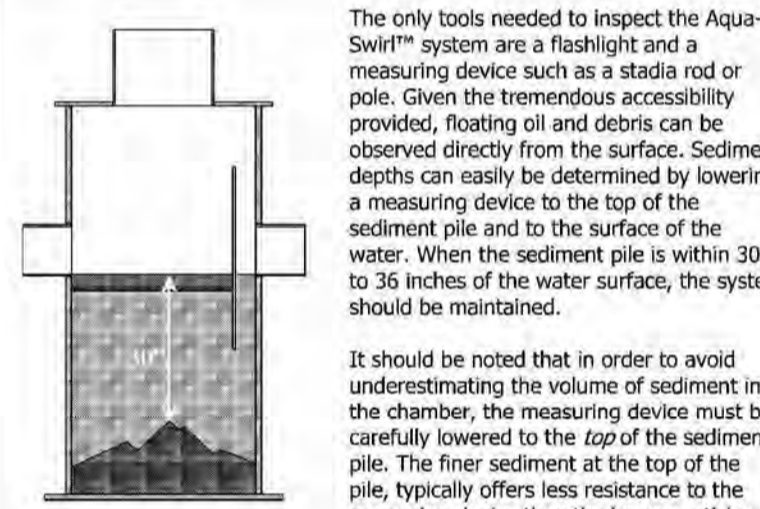 The only tools needed to inspect the Aqua-
Swirl™ system are a flashlight and a
measuring device such as a stadia rod or
pole. Given the tremendous accessibility
provided, floating oil and debris can be
observed directly from the surface. Sedime
depths can easily be determined by lowerin
a measuring device to the top of the
sediment pile and to the surface of the
water. When the sediment pile is within 30
to 36 inches of the water surface, the syste
should be maintained.
30"
It should be noted that in order to avoid
underestimating the volume of sediment in
the chamber, the measuring device must b
carefully lowered to the top of the sedimen
pile. The finer sediment at the top of the
pile, typically offers less resistance to the